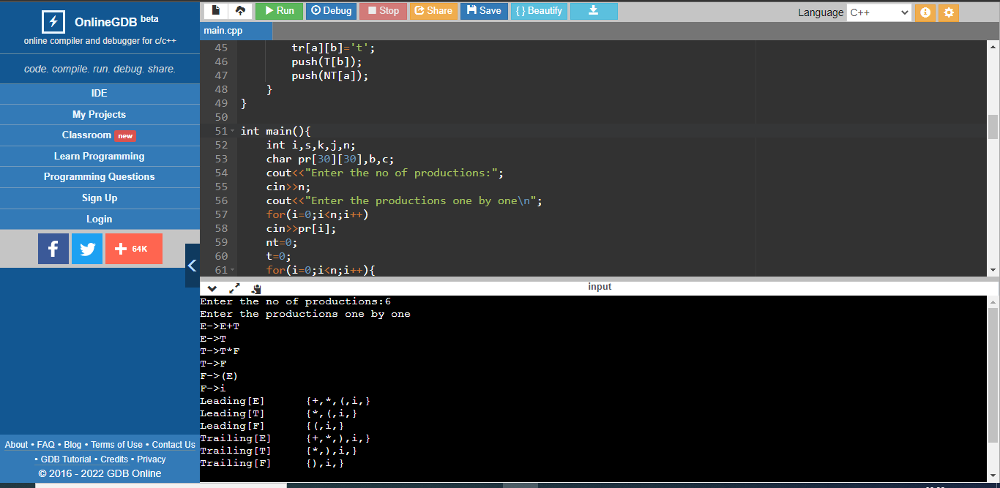 OnlineGDB beta
online compiler and debugger for c/c++
code. compile. run. debug. share.
IDE
My Projects
Classroom new
Learn Programming
Programming Questions
Sign Up
Login
f
+ 64K
About • FAQ • Blog • Terms of Use • Contact Us
• GDB Tutorial • Credits • Privacy
© 2016 - 2022 GDB Online
Run Debug Stop Share Save { } Beautify
Language C++
main.cpp
45 tr[a][b]='t';
46 push(T[b]);
47 push(NT[a]);
48 }
49 }
50
51 int main(){
52 int i,s,k,j,n;
53 char pr[30][30],b,c;
54 cout<<"Enter the no of productions:";
55 cin>>n;
56 cout<<"Enter the productions one by one\n";
57 for(i=0;i<n;i++)
58 cin>>pr[i];
59 nt=0;
60 t=0;
61 for(i=0;i<n;i++){
input
Enter the no of productions:6
Enter the productions one by one
E->E+T
E->T
T->T*F
T->F
F->(E)
F->i
Leading[E] {+,*,(,i,}
Leading[T] {*,(,i,}
Leading[F] {(,i,}
Trailing[E] {+,*,),i,}
Trailing[T] {*,),i,}
Trailing[F] {),i,}